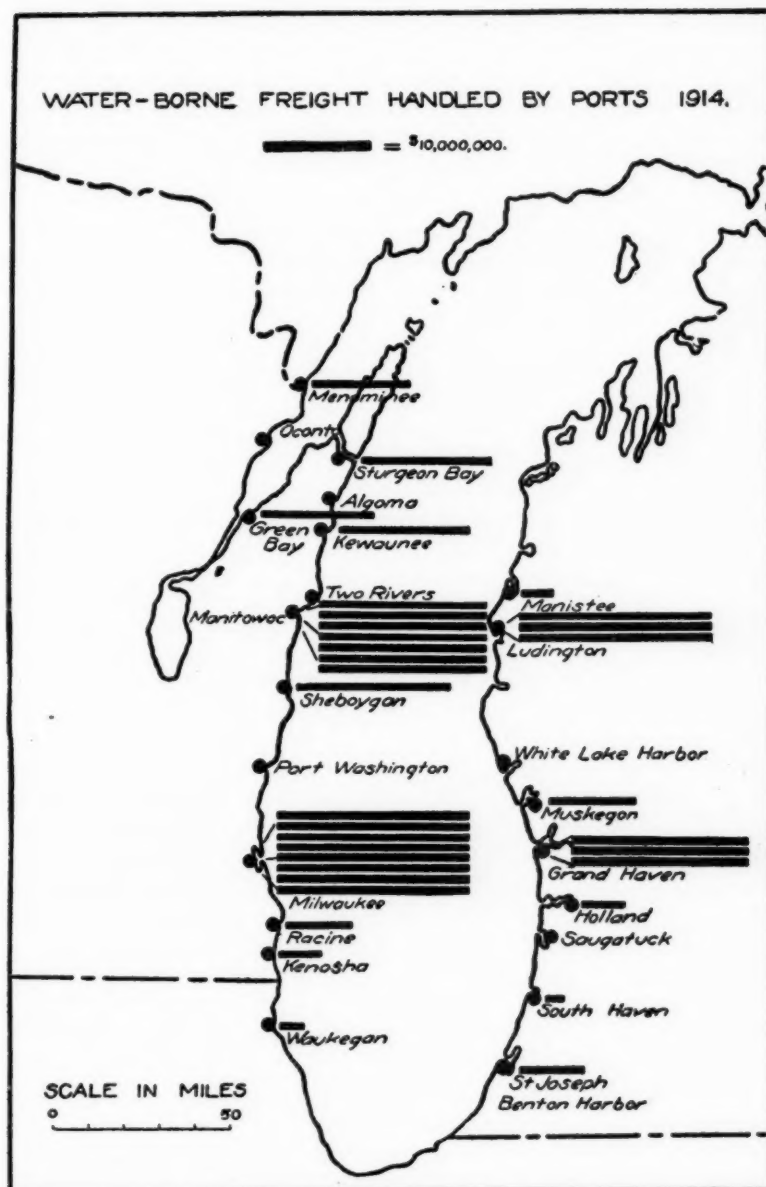 WATER-BORNE FREIGHT HANDLED BY PORTS 1914.
= $10,000,000.
Menominee
Oconto
Sturgeon Bay
Algoma
Green
Bay
Kewaunee
Two Rivers
Manistee
Manitowoc
Ludington
Sheboygan
White Lake Harbor
Port Washington
Muskegon
Grand Haven
Milwaukee
Holland
Racine
Saugatuck
Kenosha
South Haven
Waukegan
St Joseph
Benton Harbor
SCALE IN MILES
0 50